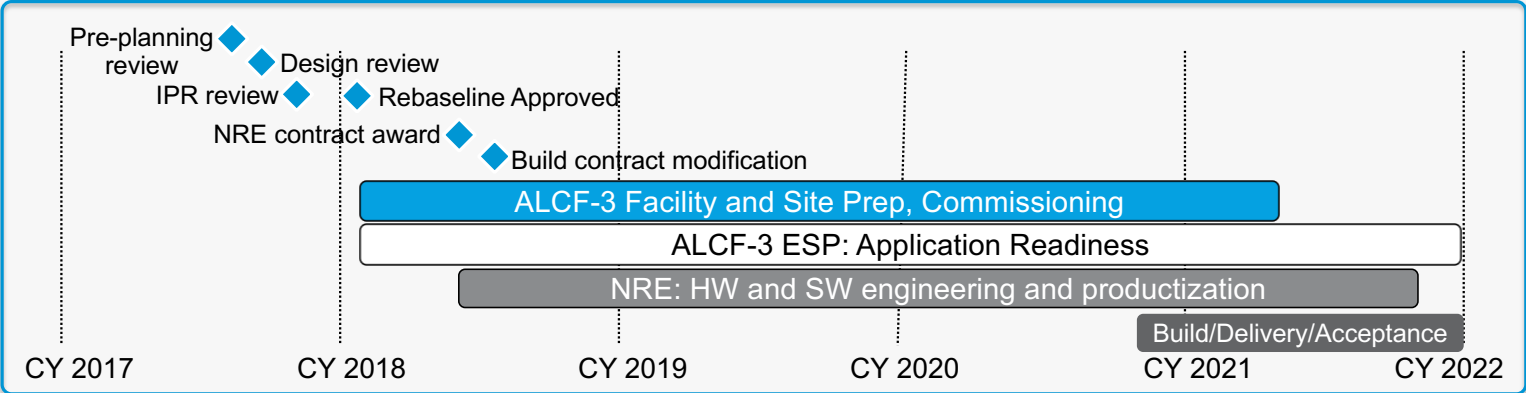 Pre-planning
review
Design review
IPR review
Rebaseline Approved
NRE contract award
Build contract modification
ALCF-3 Facility and Site Prep, Commissioning
ALCF-3 ESP: Application Readiness
NRE: HW and SW engineering and productization
Build/Delivery/Acceptance
CY 2017
CY 2018
CY 2019
CY 2020
CY 2021
CY 2022